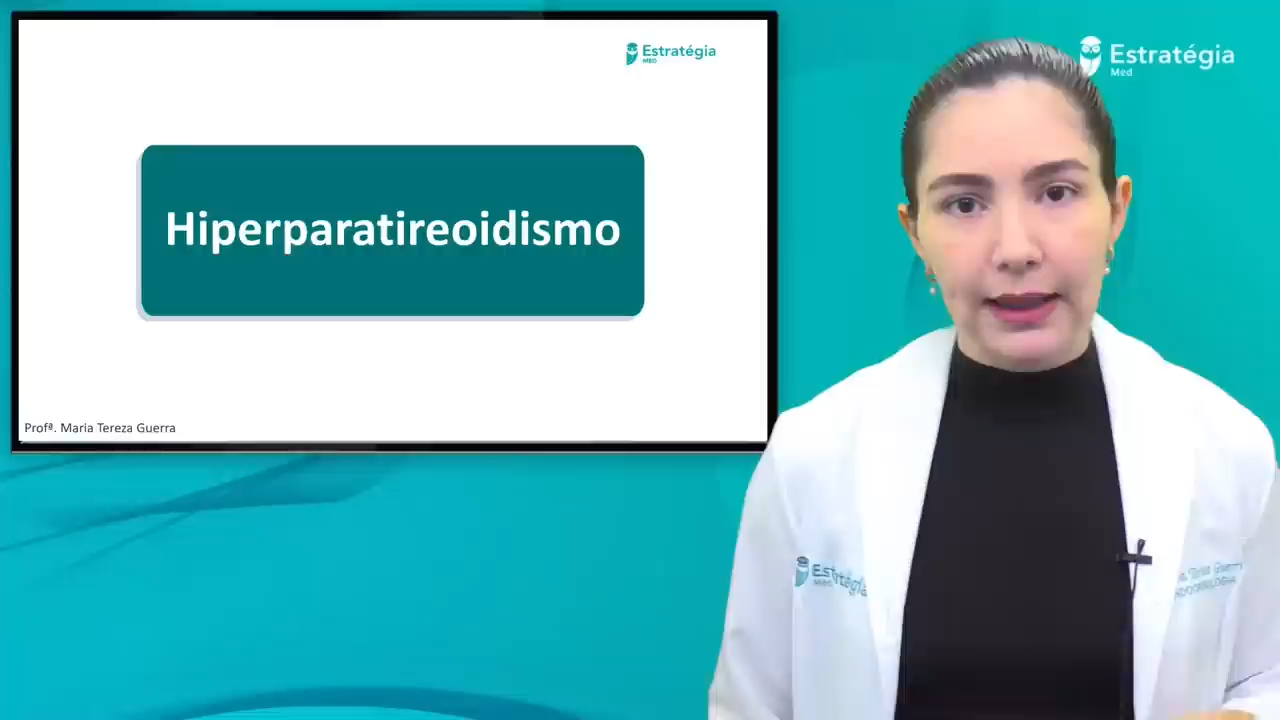 Estratégia
MED
Hiperparatireoidismo
Profª. Maria Tereza Guerra
Estratégia
Med
Estratégia
MED